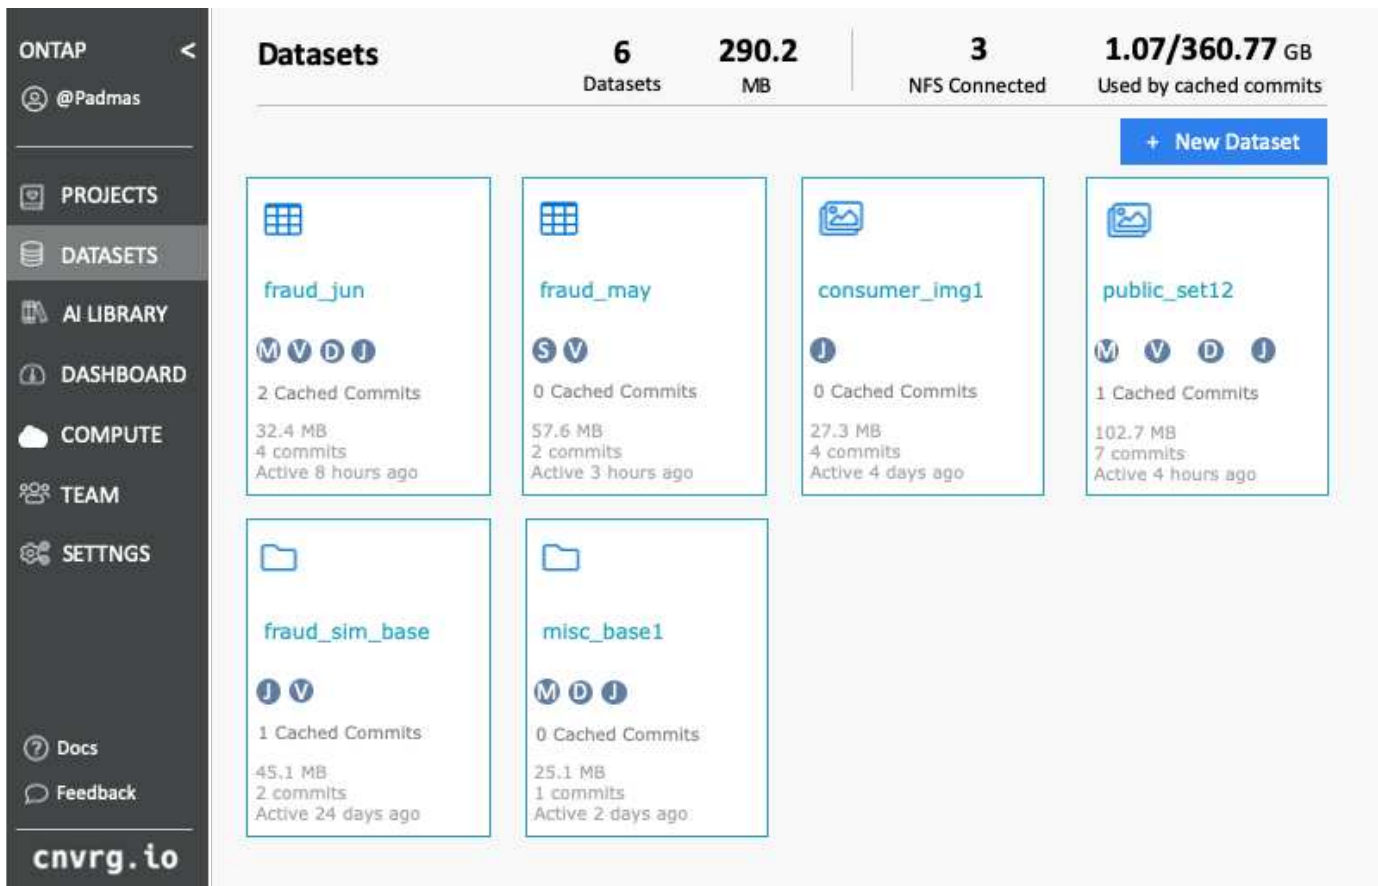 ONTAP <
@Padmas
PROJECTS
DATASETS
AI LIBRARY
DASHBOARD
COMPUTE
TEAM
SETTNGS
Docs
Feedback
cnvrg.io
Datasets
6
Datasets
290.2
MB
3
NFS Connected
1.07/360.77 GB
Used by cached commits
+ New Dataset
fraud_jun
M V D J
2 Cached Commits
32.4 MB
4 commits
Active 8 hours ago
fraud_may
S V
0 Cached Commits
57.6 MB
2 commits
Active 3 hours ago
consumer_img1
J
0 Cached Commits
27.3 MB
4 commits
Active 4 days ago
public_set12
M V D J
1 Cached Commits
102.7 MB
7 commits
Active 4 hours ago
fraud_sim_base
J V
1 Cached Commits
45.1 MB
2 commits
Active 24 days ago
misc_base1
M D J
0 Cached Commits
25.1 MB
1 commits
Active 2 days ago